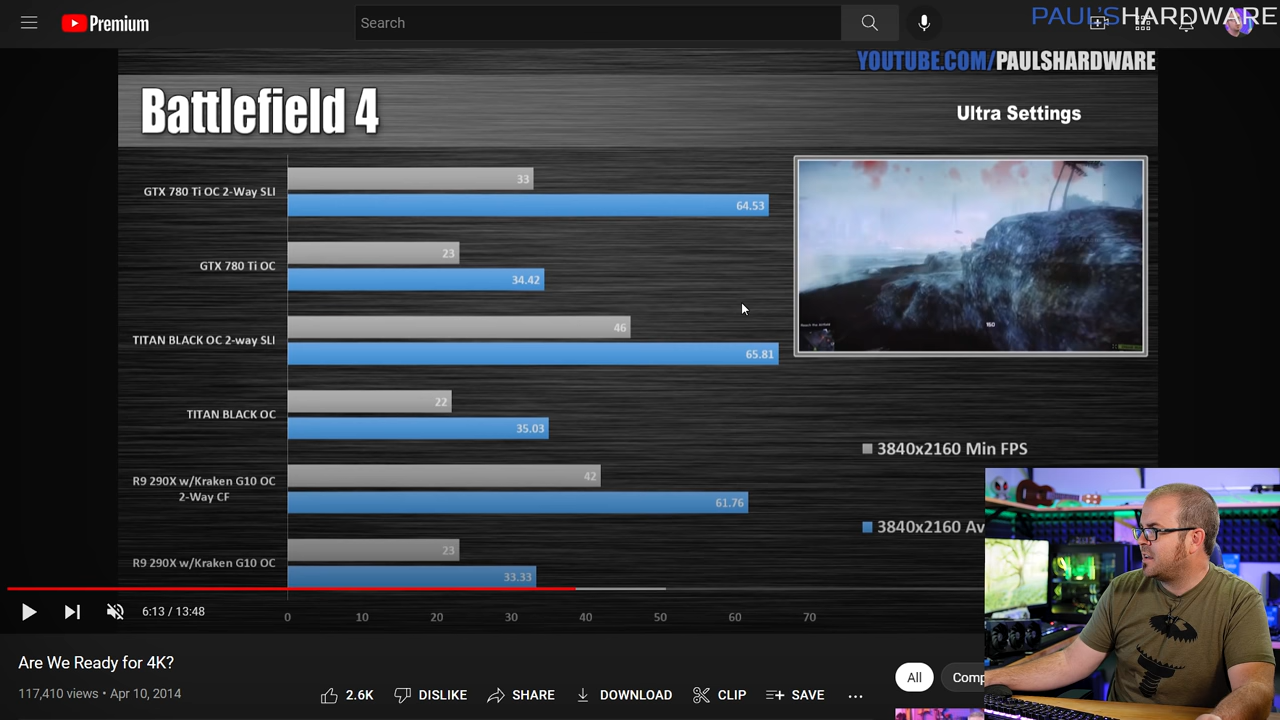 Premium
Search
PAUL'SHARDWARE
YOUTUBE.COM/PAULSHARDWARE
Battlefield 4
Ultra Settings
GTX 780 Ti OC 2-Way SLI
33
64.53
GTX 780 Ti OC
23
34.42
TITAN BLACK OC 2-way SLI
46
65.81
TITAN BLACK OC
22
35.03
R9 290X w/Kraken G10 OC
2-Way CF
42
61.76
R9 290X w/Kraken G10 OC
23
33.33
0 10 20 30 40 50 60 70
3840x2160 Min FPS
3840x2160 Av
6:13 / 13:48
Are We Ready for 4K?
117,410 views • Apr 10, 2014
2.6K DISLIKE SHARE DOWNLOAD CLIP SAVE
All Comp